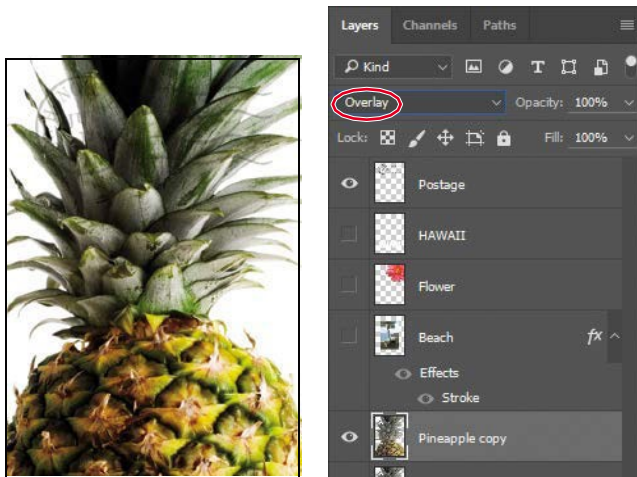 Layers Channels Paths
Kind
Overlay Opacity: 100%
Lock: Fill: 100%
Postage
HAWAII
Flower
Beach fx
Effects
Stroke
Pineapple copy